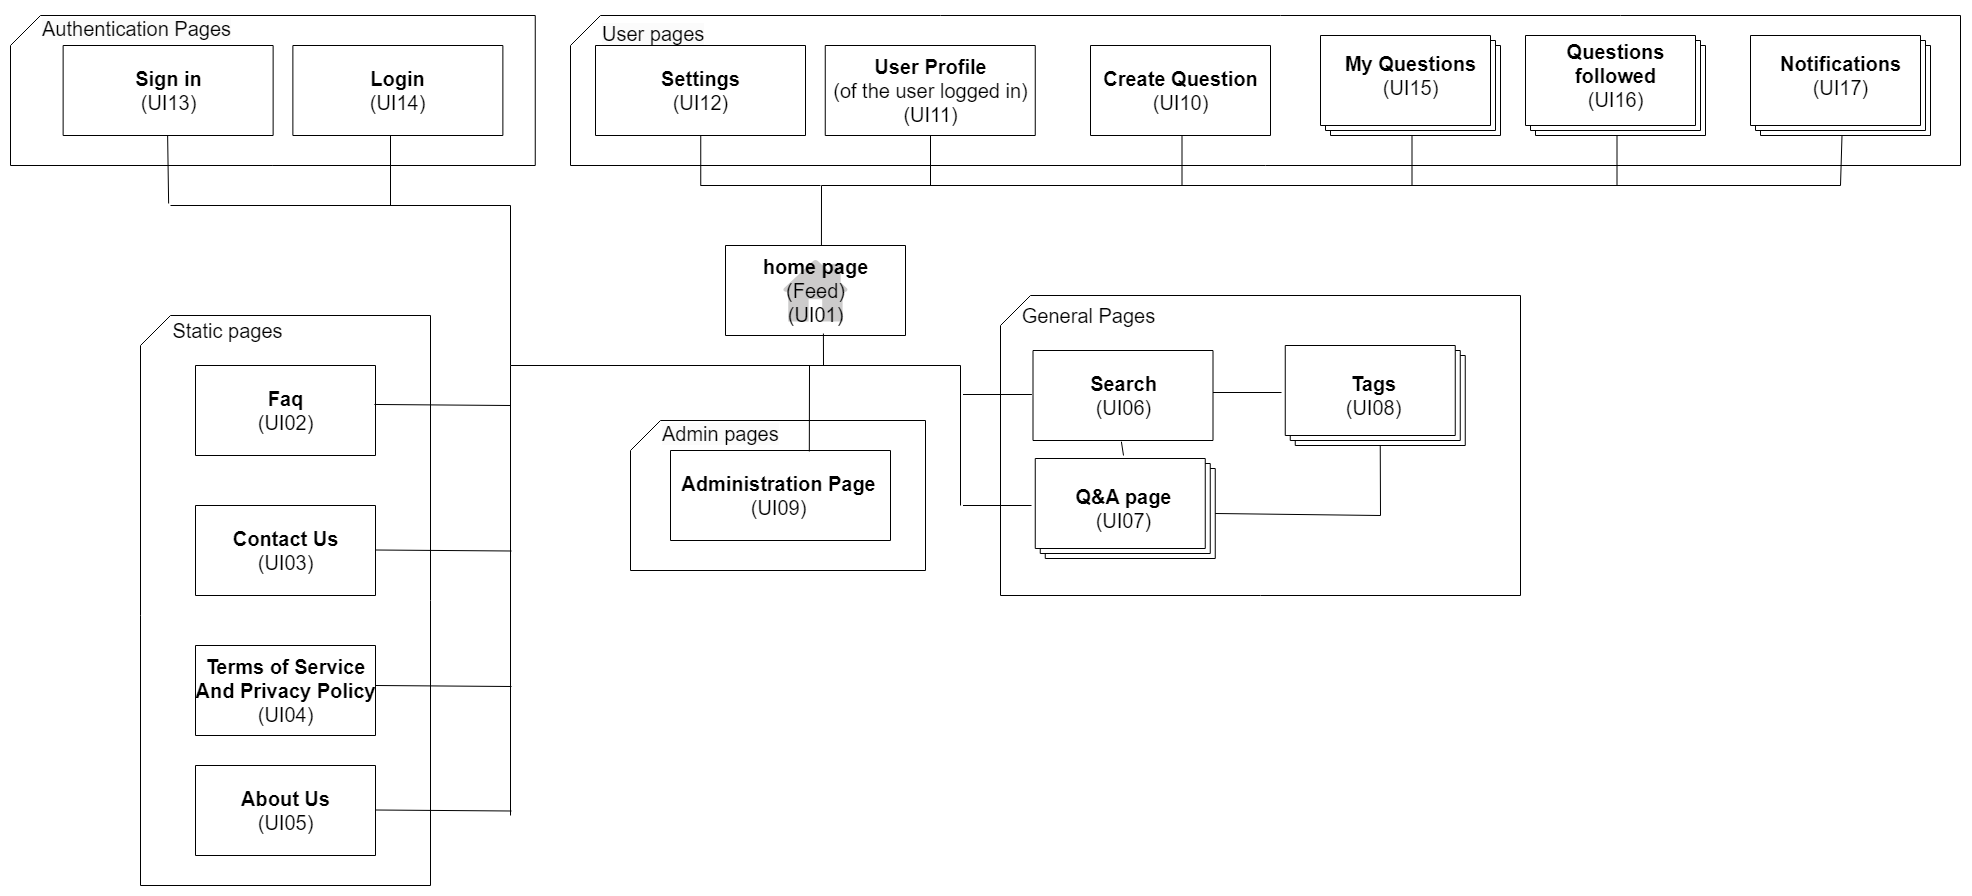 Authentication Pages
Sign in
(UI13)
Login
(UI14)
User pages
Settings
(UI12)
User Profile
(of the user logged in)
(UI11)
Create Question
(UI10)
My Questions
(UI15)
Questions
followed
(UI16)
Notifications
(UI17)
home page
(Feed)
(UI01)
Static pages
Faq
(UI02)
Contact Us
(UI03)
Terms of Service
And Privacy Policy
(UI04)
About Us
(UI05)
Admin pages
Administration Page
(UI09)
General Pages
Search
(UI06)
Tags
(UI08)
Q&A page
(UI07)